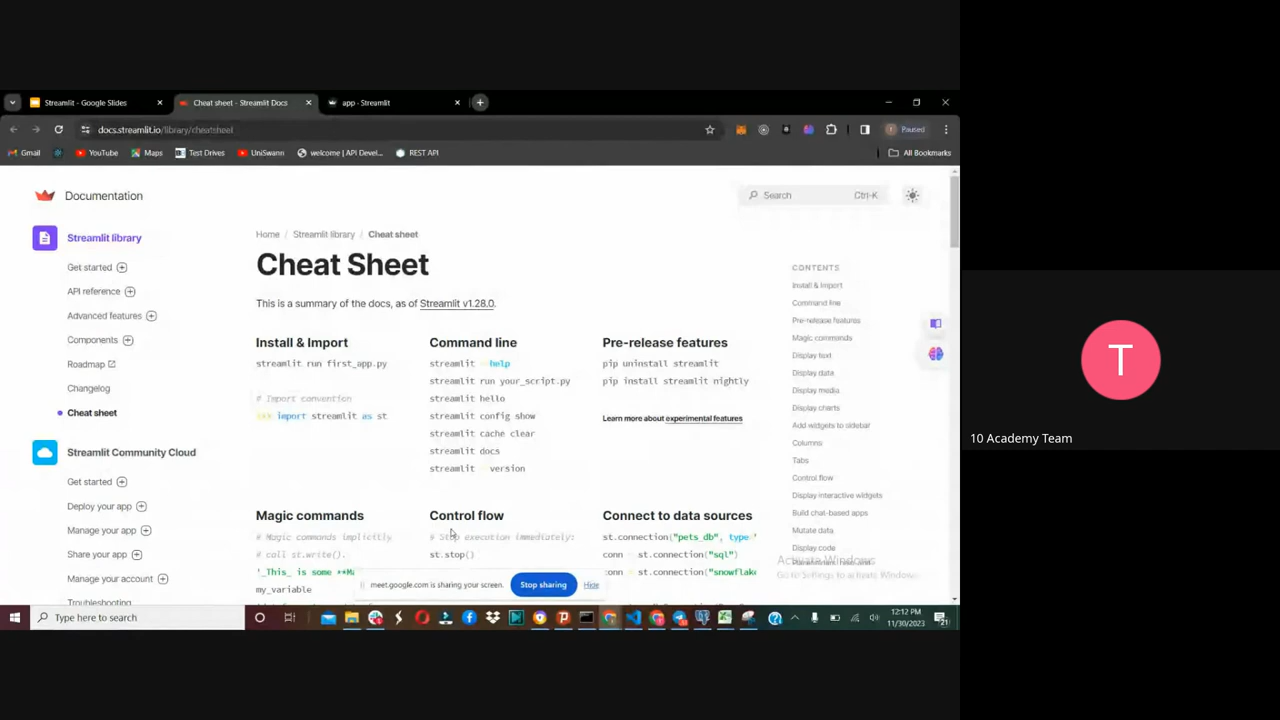 Streamlit - Google Slides
Cheat sheet - Streamlit Docs
app - Streamlit
docs.streamlit.io/library/cheatsheet
Paused
Gmail
YouTube
Maps
Test Drives
UniSwann
welcome | API Devel...
REST API
All Bookmarks
Documentation
Search
Ctrl-K
Streamlit library
Get started
API reference
Advanced features
Components
Roadmap
Changelog
Cheat sheet
Streamlit Community Cloud
Get started
Deploy your app
Manage your app
Share your app
Manage your account
Troubleshooting
Home / Streamlit library / Cheat sheet
Cheat Sheet
This is a summary of the docs, as of Streamlit v1.28.0.
Install & Import
streamlit run first_app.py
# Import convention
>>> import streamlit as st
Command line
streamlit --help
streamlit run your_script.py
streamlit hello
streamlit config show
streamlit cache clear
streamlit docs
streamlit --version
Pre-release features
pip uninstall streamlit
pip install streamlit-nightly
Learn more about experimental features
Magic commands
# Magic commands implicitly
# call st.write().
'_This_ is some **Ma
my_variable
Control flow
# Stop execution immediately:
st.stop()
Connect to data sources
st.connection("pets_db", type
conn = st.connection("sql")
conn = st.connection("snowflake
CONTENTS
Install & Import
Command line
Pre-release features
Magic commands
Display text
Display data
Display media
Display charts
Add widgets to sidebar
Columns
Tabs
Control flow
Display interactive widgets
Build chat-based apps
Mutate data
Display code
Activate Windows
Go to Settings to activate Windows.
meet.google.com is sharing your screen.
Stop sharing
Hide
Type here to search
12:12 PM
11/30/2023
21
T
10 Academy Team